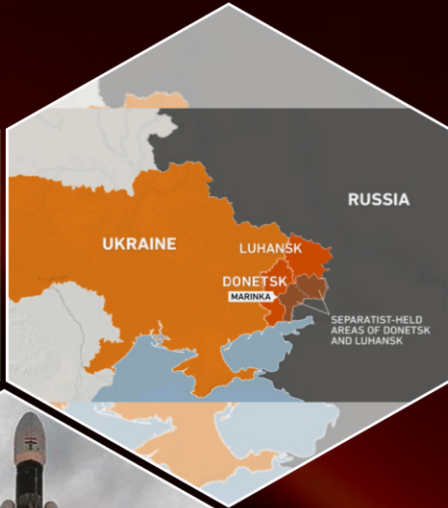 RUSSIA
UKRAINE
LUHANSK
DONETSK
MARINKA
SEPARATIST-HELD
AREAS OF DONETSK
AND LUHANSK